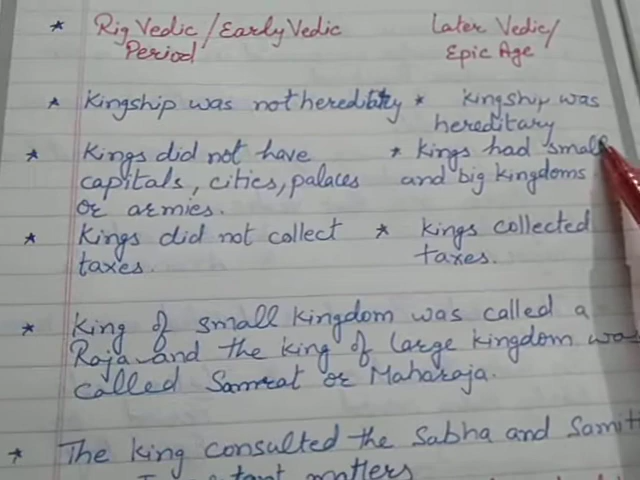 * Rig Vedic / Early Vedic Period
Later Vedic / Epic Age
* Kingship was not hereditary
* Kingship was hereditary
* Kings did not have capitals, cities, palaces or armies.
* Kings had small and big kingdoms.
* Kings did not collect taxes.
* Kings collected taxes.
* King of small kingdom was called a
Raja and the king of large kingdom was
called Samrat or Maharaja.
* The king consulted the Sabha and
matters